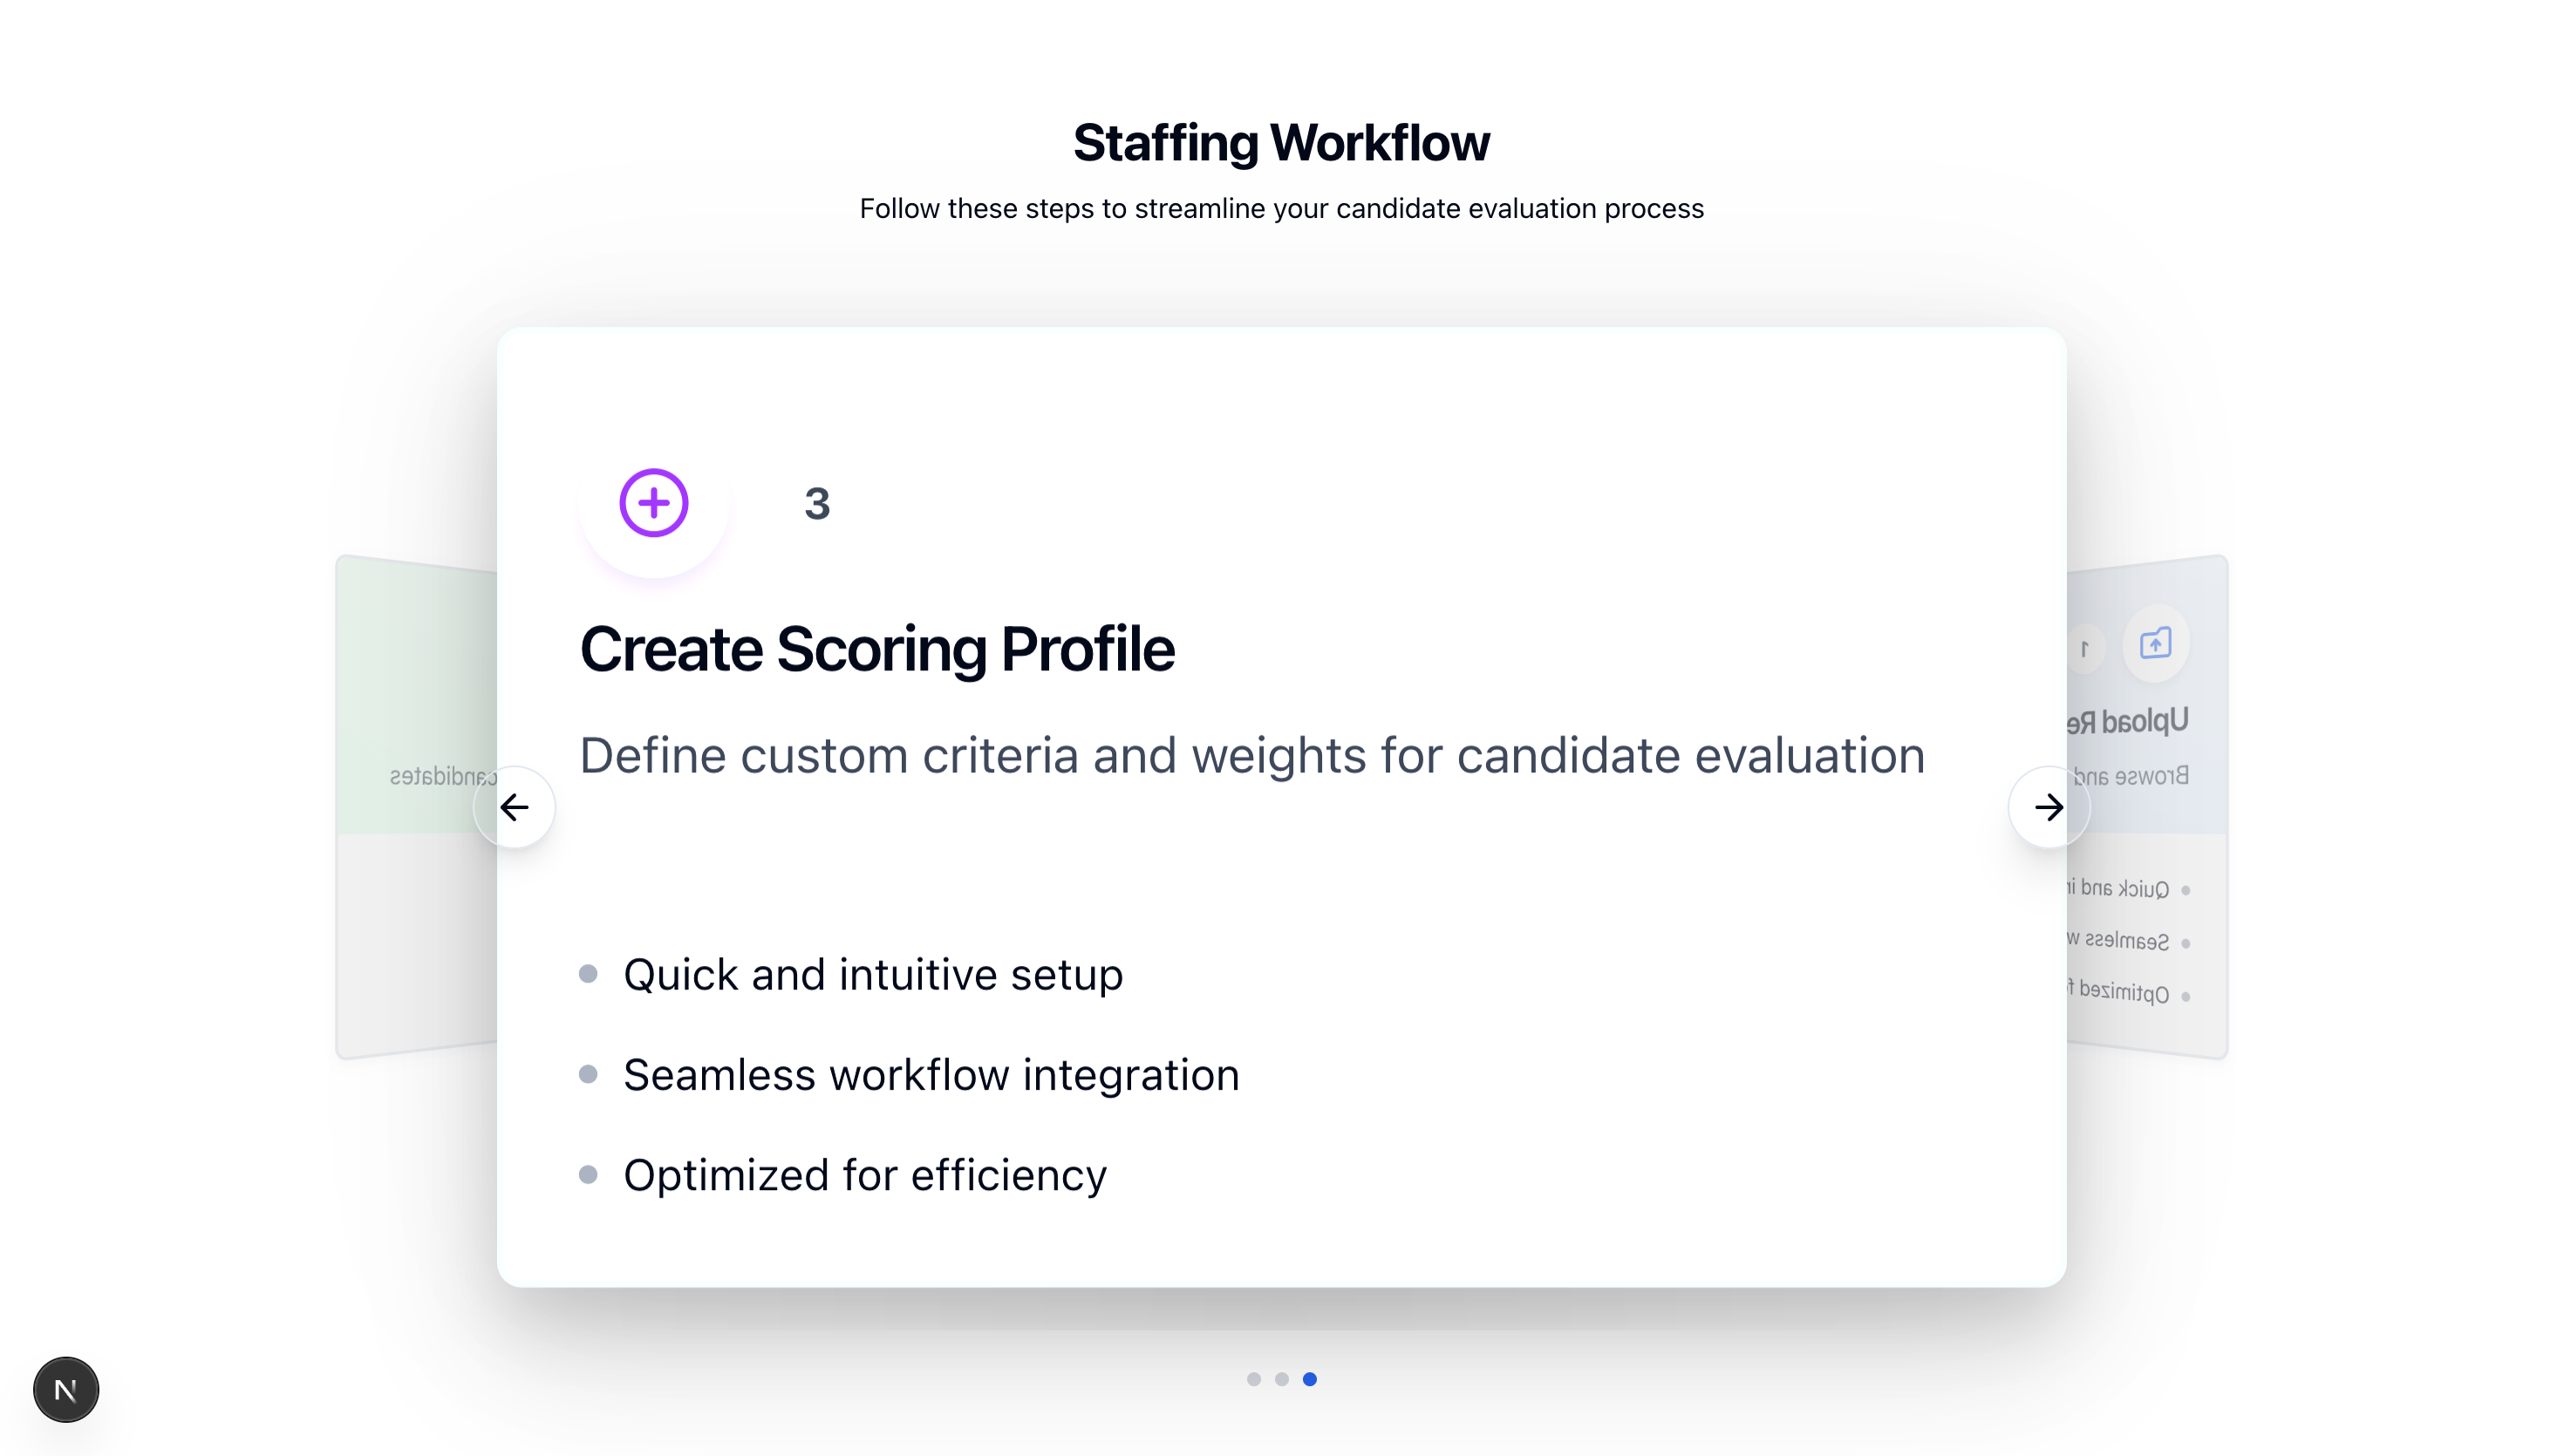 Staffing Workflow
Follow these steps to streamline your candidate evaluation process
3
Create Scoring Profile
Define custom criteria and weights for candidate evaluation
Quick and intuitive setup
Seamless workflow integration
Optimized for efficiency
candidates
1
Upload Re
Browse and
Quick and in
Seamless w
Optimized f
N